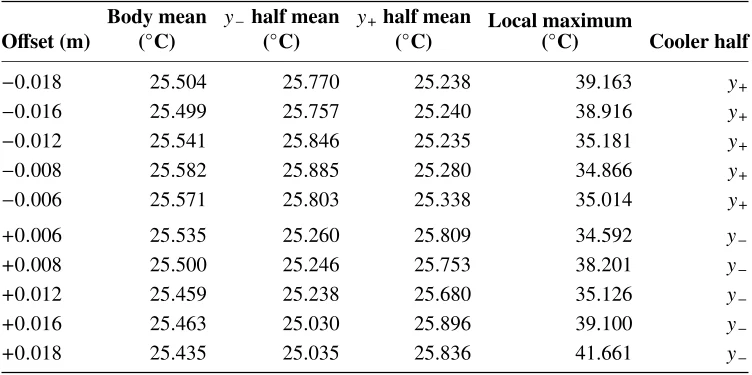 Offset (m) Body mean (°C) y₋ half mean (°C) y₊ half mean (°C) Local maximum (°C) Cooler half
−0.018 25.504 25.770 25.238 39.163 y₊
−0.016 25.499 25.757 25.240 38.916 y₊
−0.012 25.541 25.846 25.235 35.181 y₊
−0.008 25.582 25.885 25.280 34.866 y₊
−0.006 25.571 25.803 25.338 35.014 y₊
+0.006 25.535 25.260 25.809 34.592 y₋
+0.008 25.500 25.246 25.753 38.201 y₋
+0.012 25.459 25.238 25.680 35.126 y₋
+0.016 25.463 25.030 25.896 39.100 y₋
+0.018 25.435 25.035 25.836 41.661 y₋